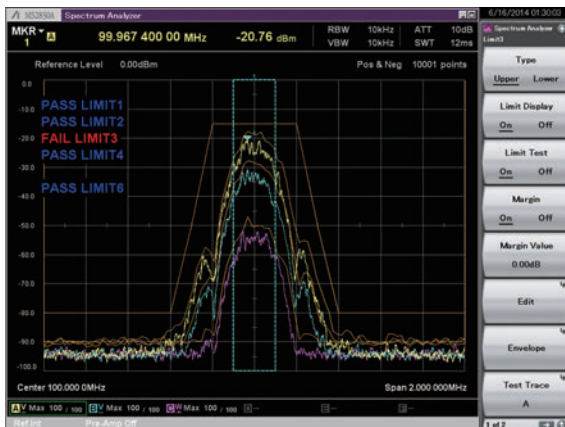 MS2830A Spectrum Analyzer 6/16/2014 01:30:03
MKR 1 A 99.967 400 00 MHz -20.76 dBm RBW 10kHz ATT 10dB
VBW 10kHz SWT 12ms
Reference Level 0.00dBm Pos & Neg 10001 points
0.0
-10.0
-20.0
-30.0
-40.0
-50.0
-60.0
-70.0
-80.0
-90.0
-100.0
PASS LIMIT1
PASS LIMIT2
FAIL LIMIT3
PASS LIMIT4
PASS LIMIT6
Center 100.000 0MHz Span 2.000 000MHz
A V Max 100 / 100 B V Max 100 / 100 C W Max 100 / 100 D -- E -- F --
Ref.Int Pre-Amp Off
Spectrum Analyzer
Limit3
Type
Upper Lower
Limit Display
On Off
Limit Test
On Off
Margin
On Off
Margin Value
0.00dB
Edit
Envelope
Test Trace
A
1 of 2